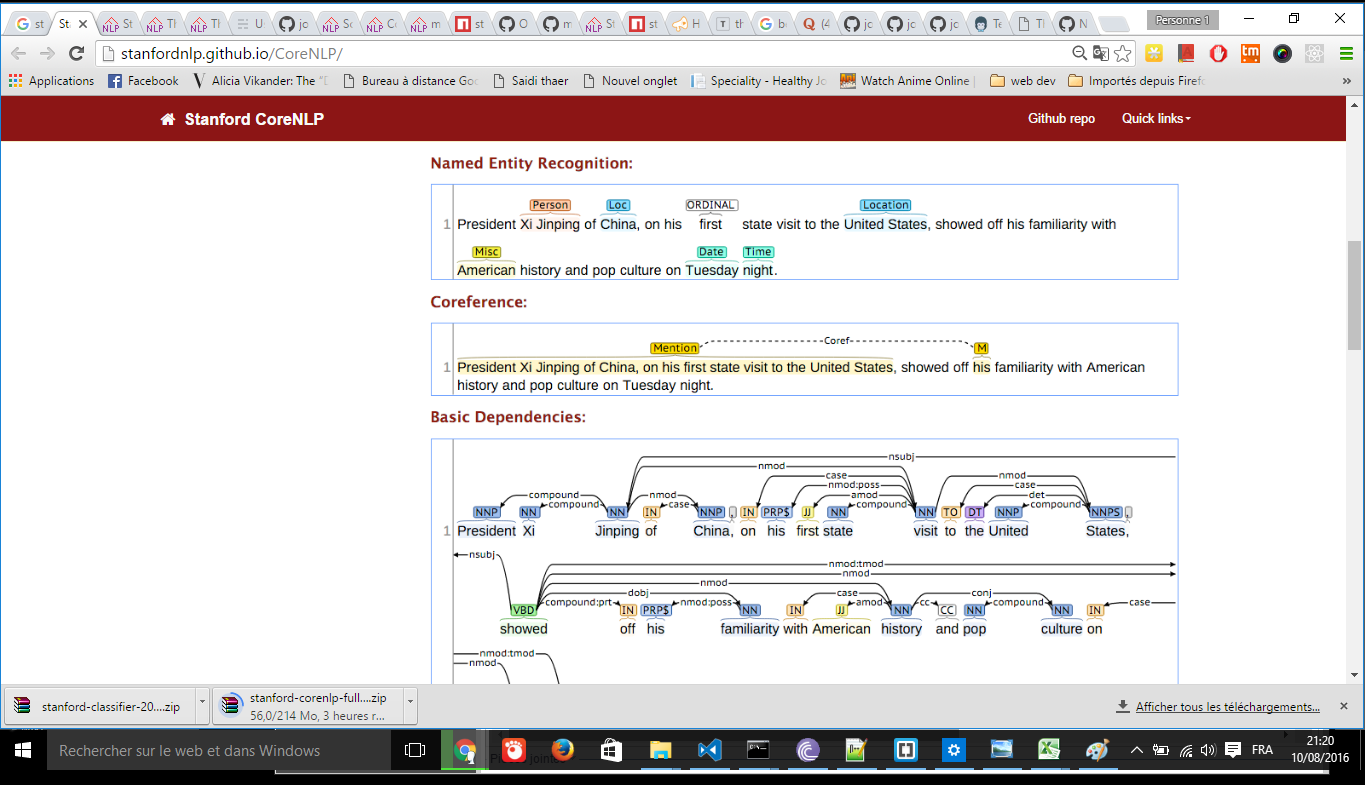 st
St
NLP St
NLP Th
NLP Th
U
jc
NLP Sc
NLP Co
NLP m
st
O
m
NLP St
st
H
T th
G b
Q (4
jc
jc
jc
Te
Tl
N
Personne 1
stanfordnlp.github.io/CoreNLP/
Applications Facebook Alicia Vikander: The "D Bureau à distance Goo Saidi thaer Nouvel onglet Speciality - Healthy Jo Watch Anime Online | web dev Importés depuis Firef »
Stanford CoreNLP Github repo Quick links
Named Entity Recognition:
Person Loc ORDINAL Location
1 President Xi Jinping of China, on his first state visit to the United States, showed off his familiarity with
Misc Date Time
American history and pop culture on Tuesday night.
Coreference:
Mention Coref M
1 President Xi Jinping of China, on his first state visit to the United States, showed off his familiarity with American
history and pop culture on Tuesday night.
Basic Dependencies:
nsubj
nmod nmod
case case
nmod:poss
compound nmod amod det
compound case compound compound
NNP NN NN IN NNP , IN PRP$ JJ NN NN TO DT NNP NNPS ,
1 President Xi Jinping of China, on his first state visit to the United States,
nsubj
nmod:tmod
nmod
nmod
dobj case conj
compound:prt nmod:poss amod cc compound case
VBD IN PRP$ NN IN JJ NN CC NN NN IN
showed off his familiarity with American history and pop culture on
nmod:tmod
nmod
stanford-classifier-20....zip
stanford-corenlp-full....zip
56,0/214 Mo, 3 heures r...
Afficher tous les téléchargements...
Rechercher sur le web et dans Windows
FRA
21:20
10/08/2016